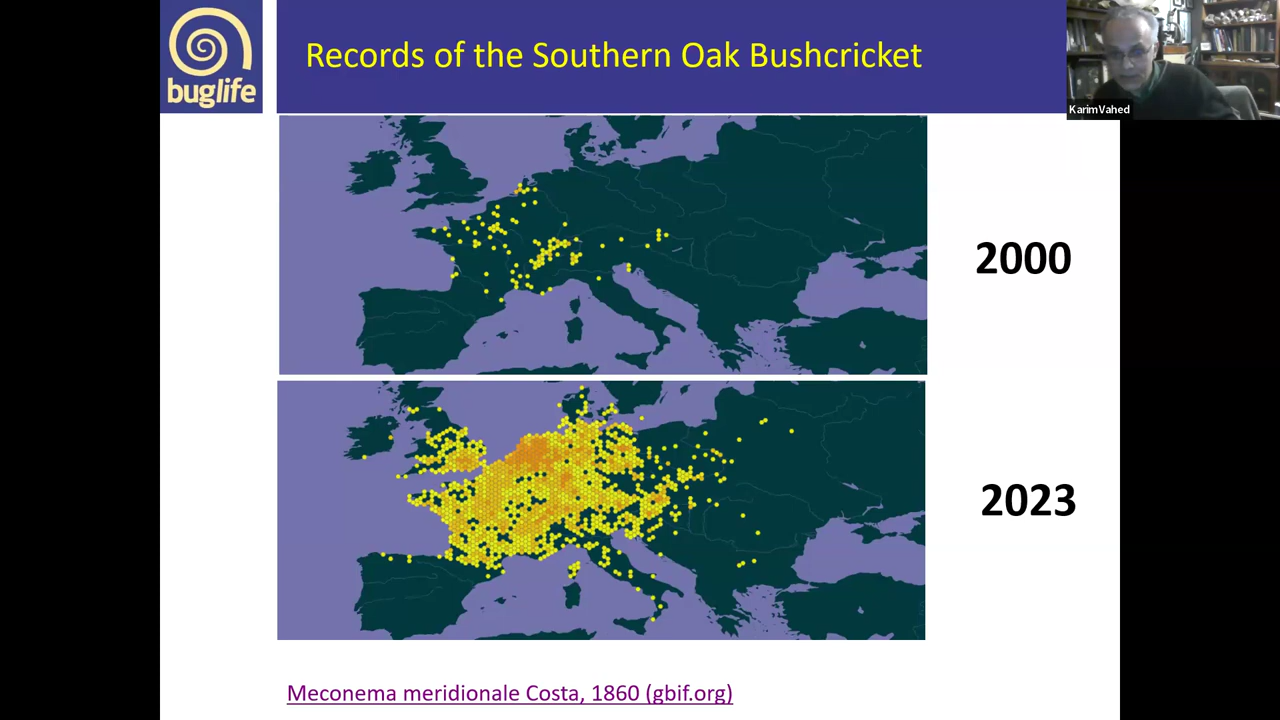 buglife
Records of the Southern Oak Bushcricket
KarimVahed
2000
2023
Meconema meridionale Costa, 1860 (gbif.org)